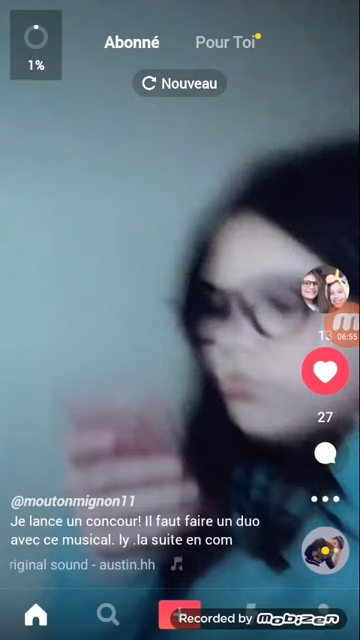 Abonné
Pour Toi
1%
Nouveau
13
06:55
27
@moutonmignon11
Je lance un concour! Il faut faire un duo
avec ce musical. ly .la suite en com
riginal sound - austin.hh
Recorded by Mobizen